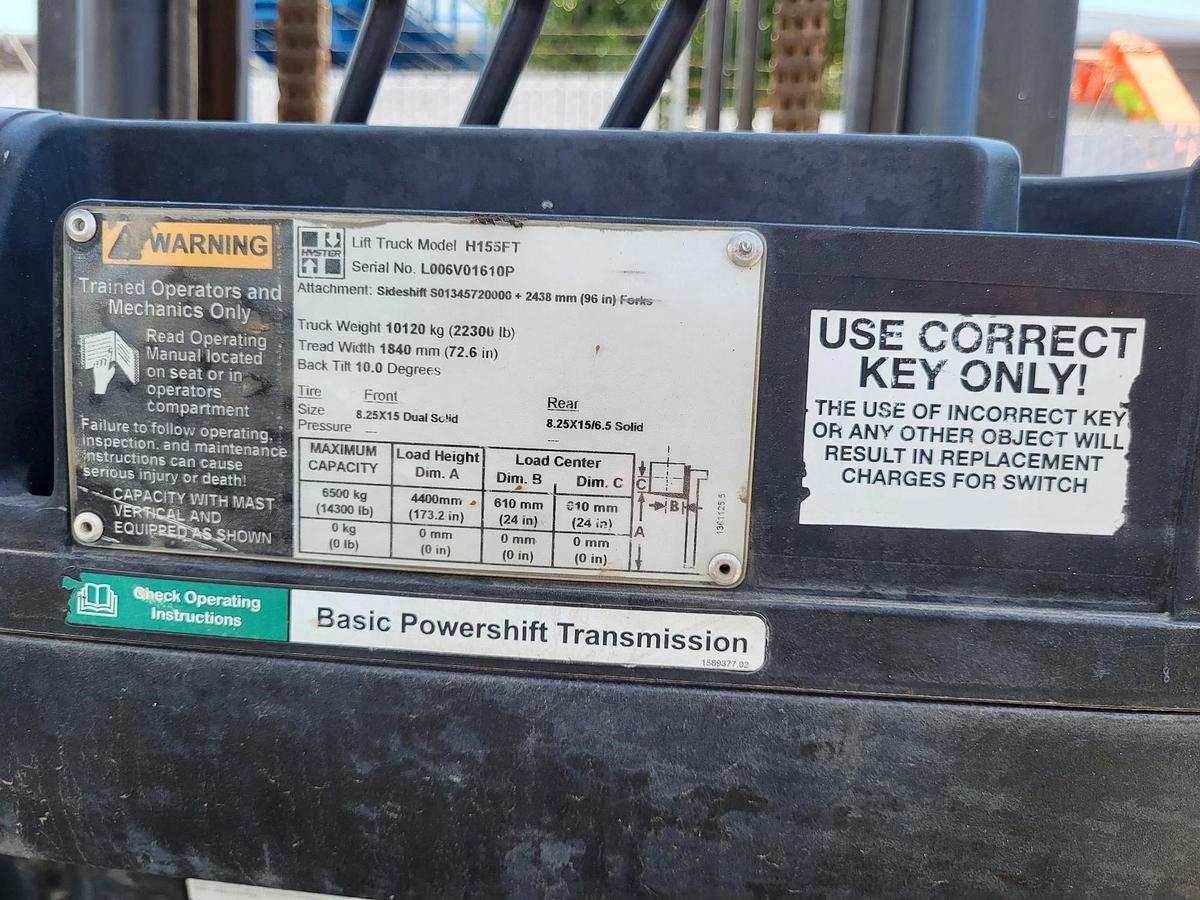 WARNING
Trained Operators and
Mechanics Only
Read Operating
Manual located
on seat or in
operators
compartment
Failure to follow operating,
inspection, and maintenance
instructions can cause
serious injury or death!
CAPACITY WITH MAST
VERTICAL AND
EQUIPPED AS SHOWN
HYSTER
Lift Truck Model H155FT
Serial No. L006V01610P
Attachment: Sideshift S01345720000 + 2438 mm (96 in) Forks
Truck Weight 10120 kg (22300 lb)
Tread Width 1840 mm (72.6 in)
Back Tilt 10.0 Degrees
Tire Front Rear
Size 8.25X15 Dual Solid 8.25X15/6.5 Solid
Pressure — —
MAXIMUM CAPACITY Load Height Dim. A Load Center Dim. B Dim. C
6500 kg (14300 lb) 4400mm (173.2 in) 610 mm (24 in) 610 mm (24 in)
0 kg (0 lb) 0 mm (0 in) 0 mm (0 in) 0 mm (0 in)
C
B
A
1361125.5
USE CORRECT
KEY ONLY!
THE USE OF INCORRECT KEY
OR ANY OTHER OBJECT WILL
RESULT IN REPLACEMENT
CHARGES FOR SWITCH
Check Operating
Instructions
Basic Powershift Transmission
1589377.02